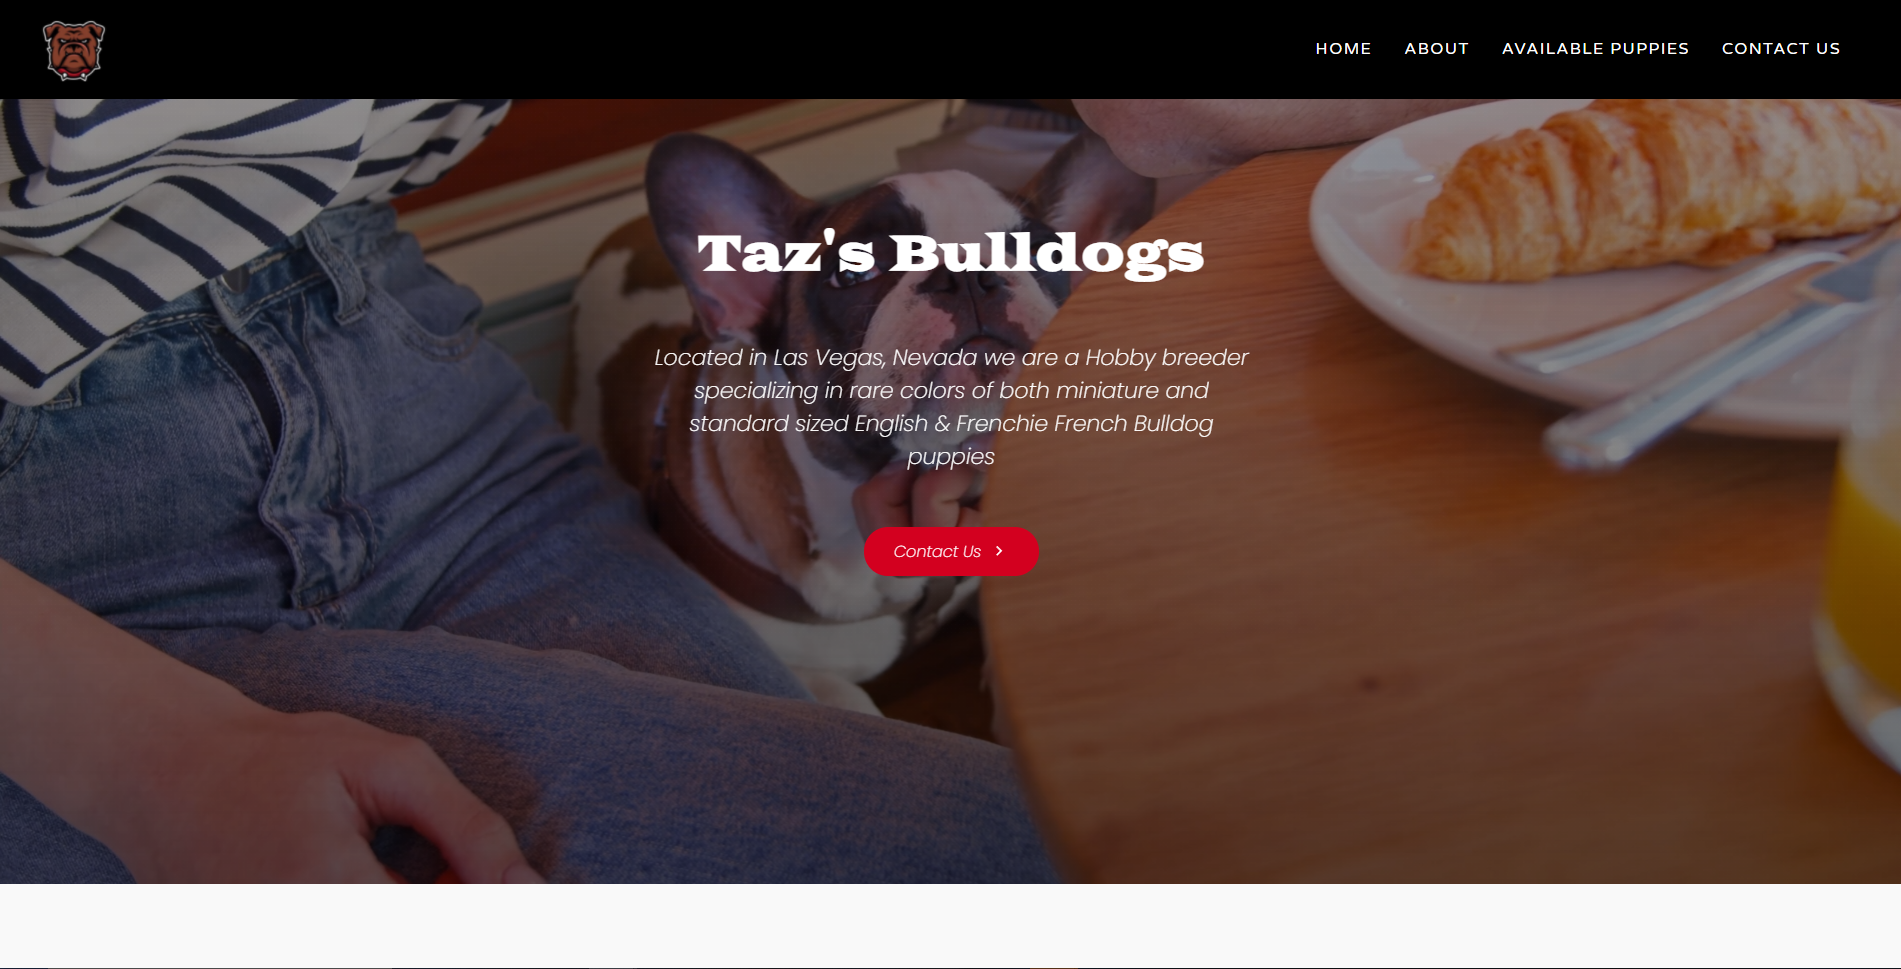 HOME ABOUT AVAILABLE PUPPIES CONTACT US
Taz's Bulldogs
Located in Las Vegas, Nevada we are a Hobby breeder
specializing in rare colors of both miniature and
standard sized English & Frenchie French Bulldog
puppies
Contact Us